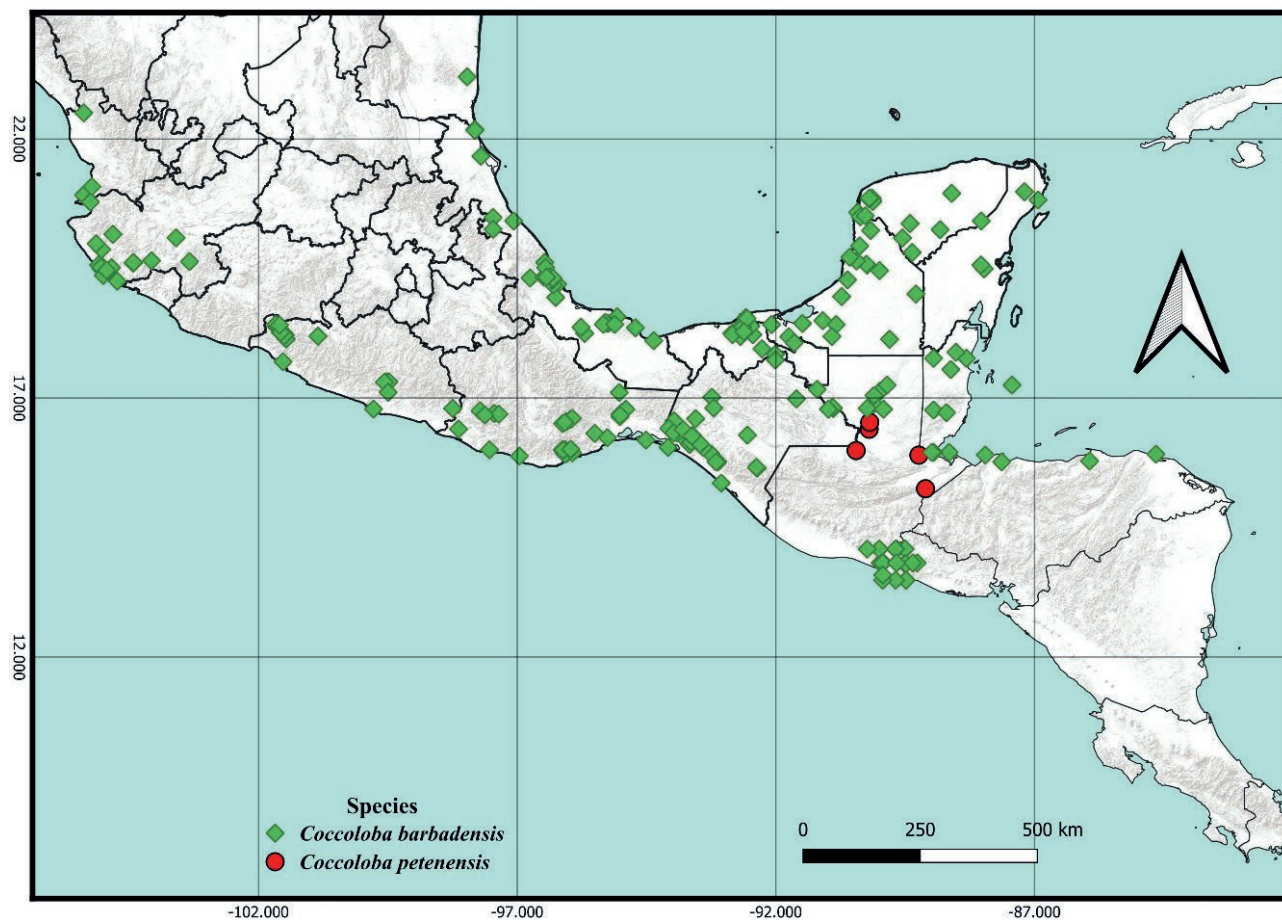 22.000
17.000
12.000
Species
Coccoloba barbadensis
Coccoloba petenensis
0 250 500 km
-102.000 -97.000 -92.000 -87.000